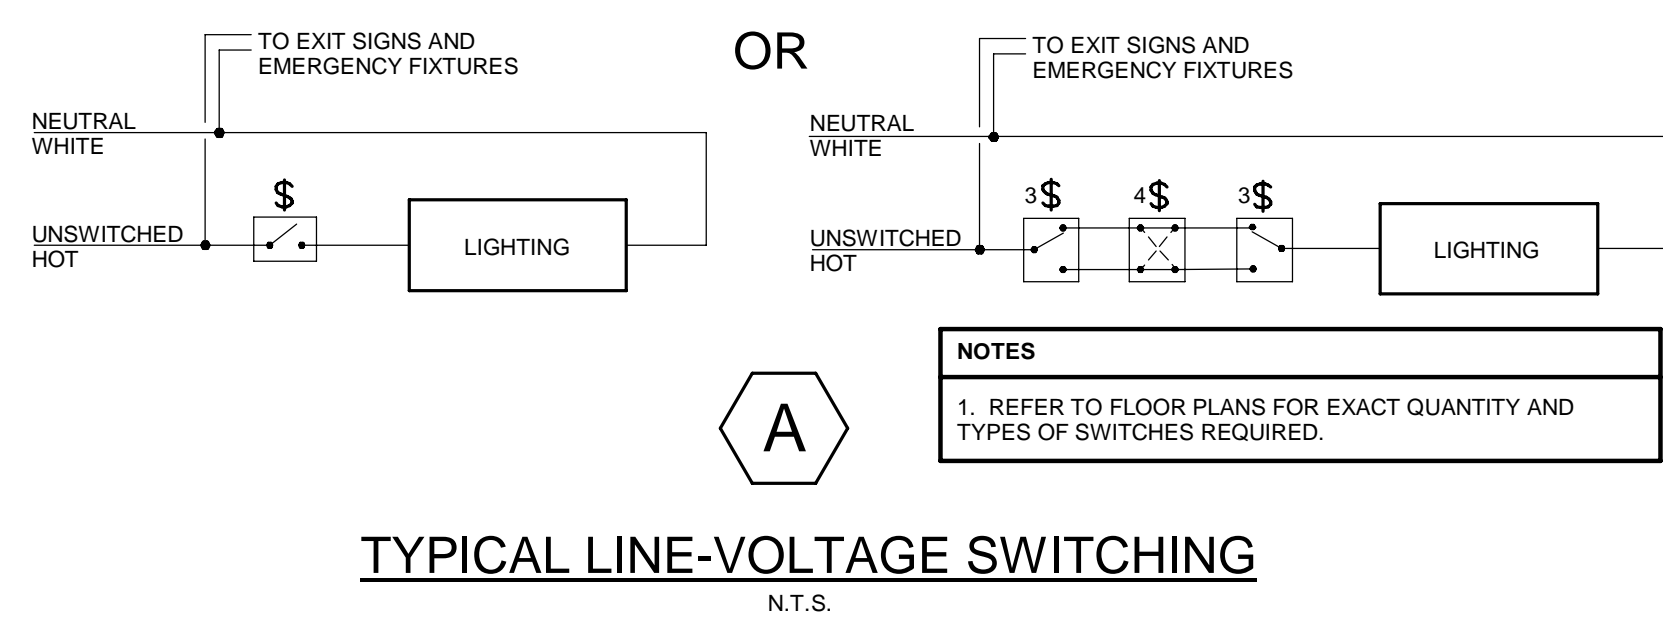 TO EXIT SIGNS AND
EMERGENCY FIXTURES
NEUTRAL
WHITE
$
UNSWITCHED
HOT
LIGHTING
OR
TO EXIT SIGNS AND
EMERGENCY FIXTURES
NEUTRAL
WHITE
3$ 4$ 3$
UNSWITCHED
HOT
LIGHTING
NOTES
1. REFER TO FLOOR PLANS FOR EXACT QUANTITY AND
TYPES OF SWITCHES REQUIRED.
A
TYPICAL LINE-VOLTAGE SWITCHING
N.T.S.